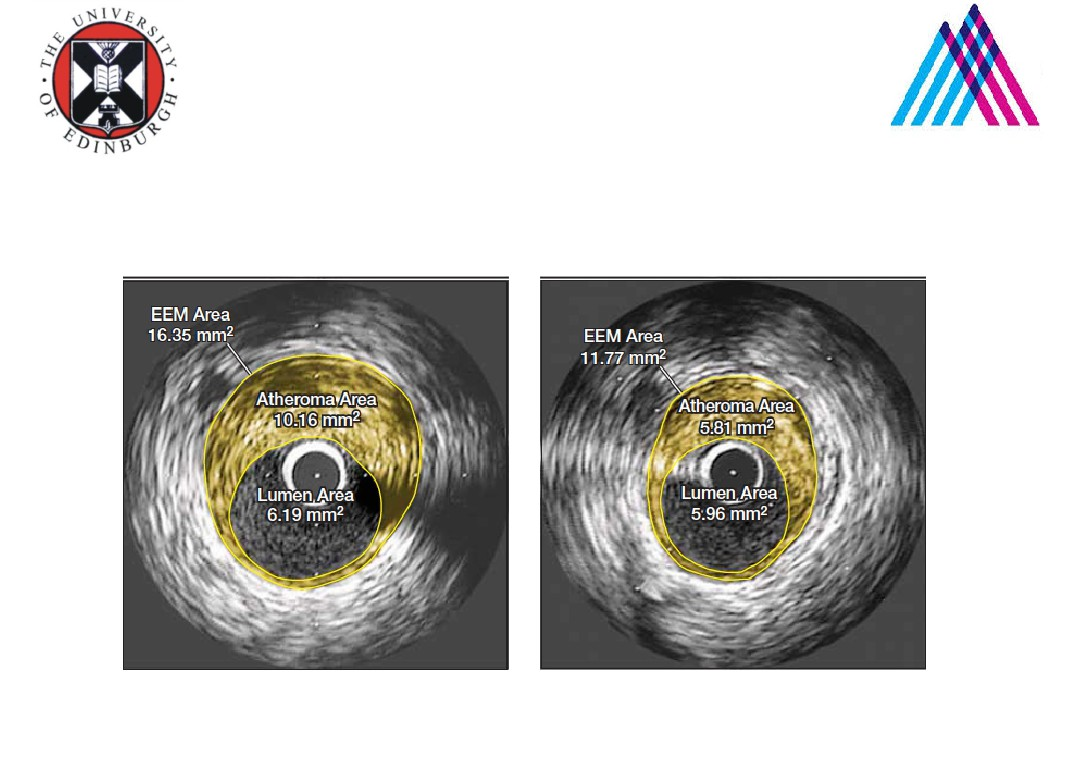 THE UNIVERSITY OF EDINBURGH
EEM Area
16.35 mm²
Atheroma Area
10.16 mm²
Lumen Area
6.19 mm²
EEM Area
11.77 mm²
Atheroma Area
5.81 mm²
Lumen Area
5.96 mm²